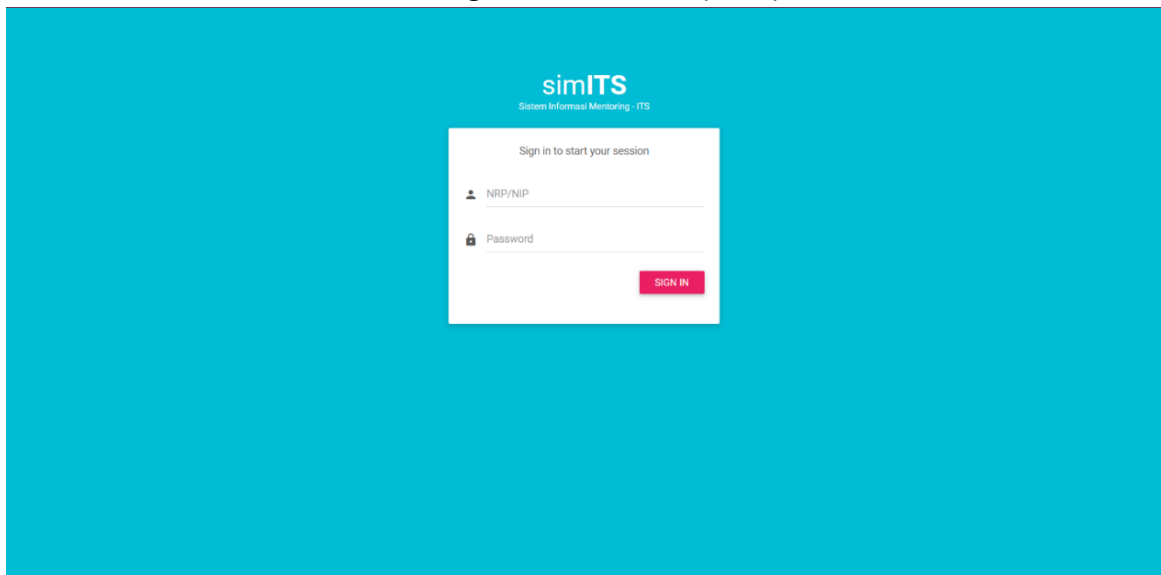 simITS
Sistem Informasi Mentoring - ITS
Sign in to start your session
NRP/NIP
Password
SIGN IN